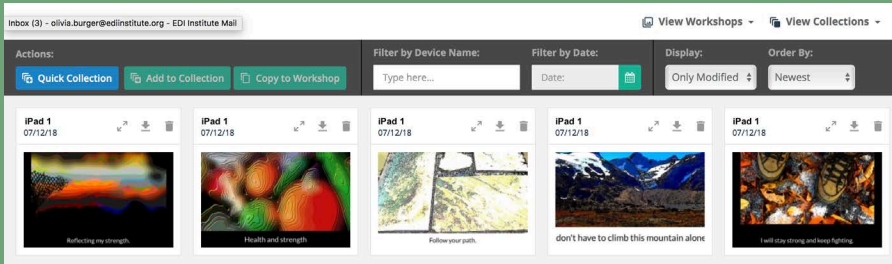 Inbox (3) - olivia.burger@ediinstitute.org - EDI Institute Mail
View Workshops
View Collections
Actions:
Filter by Device Name:
Filter by Date:
Display:
Order By:
Quick Collection
Add to Collection
Copy to Workshop
Type here...
Date:
Only Modified
Newest
iPad 1
07/12/18
iPad 1
07/12/18
iPad 1
07/12/18
iPad 1
07/12/18
iPad 1
07/12/18
Reflecting my strength.
Health and strength
Follow your path.
don't have to climb this mountain alone
I will stay strong and keep fighting